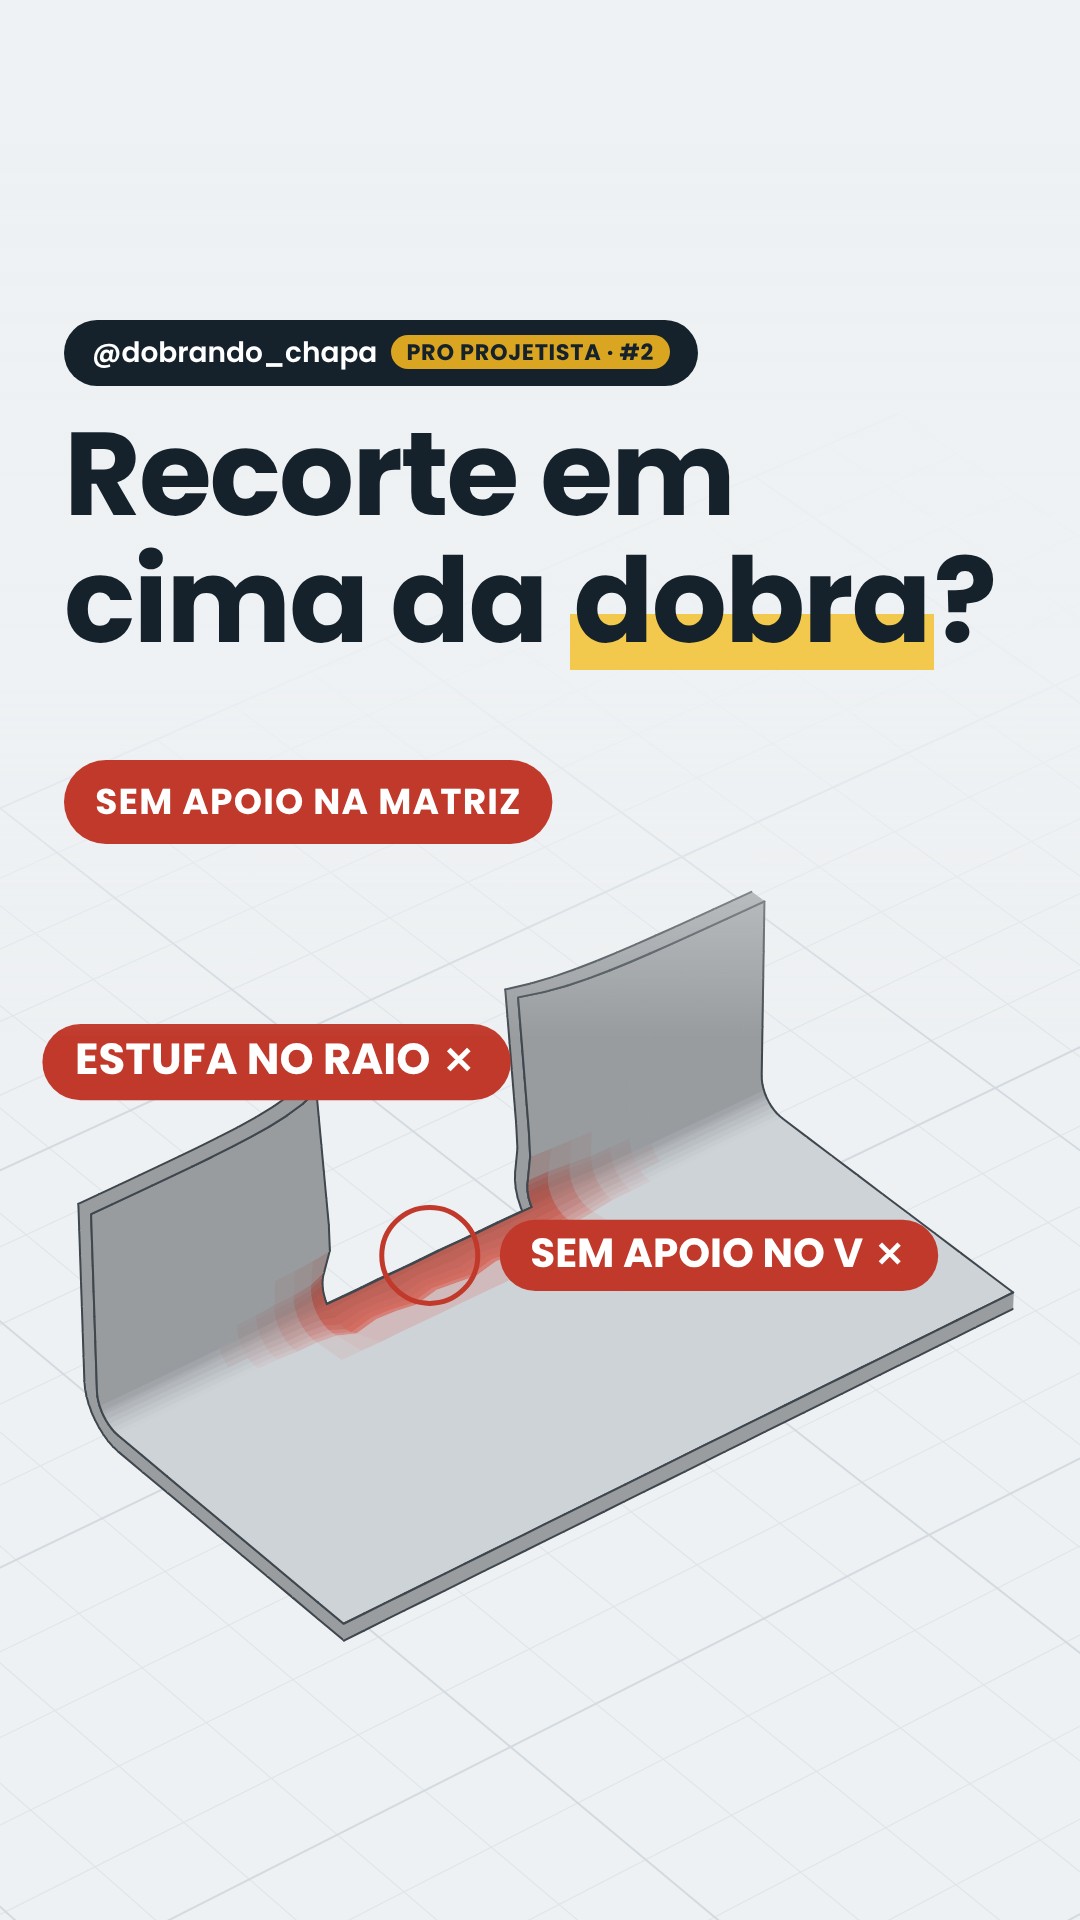 @dobrando_chapa PRO PROJETISTA · #2
Recorte em
cima da dobra?
SEM APOIO NA MATRIZ
ESTUFA NO RAIO ×
SEM APOIO NO V ×